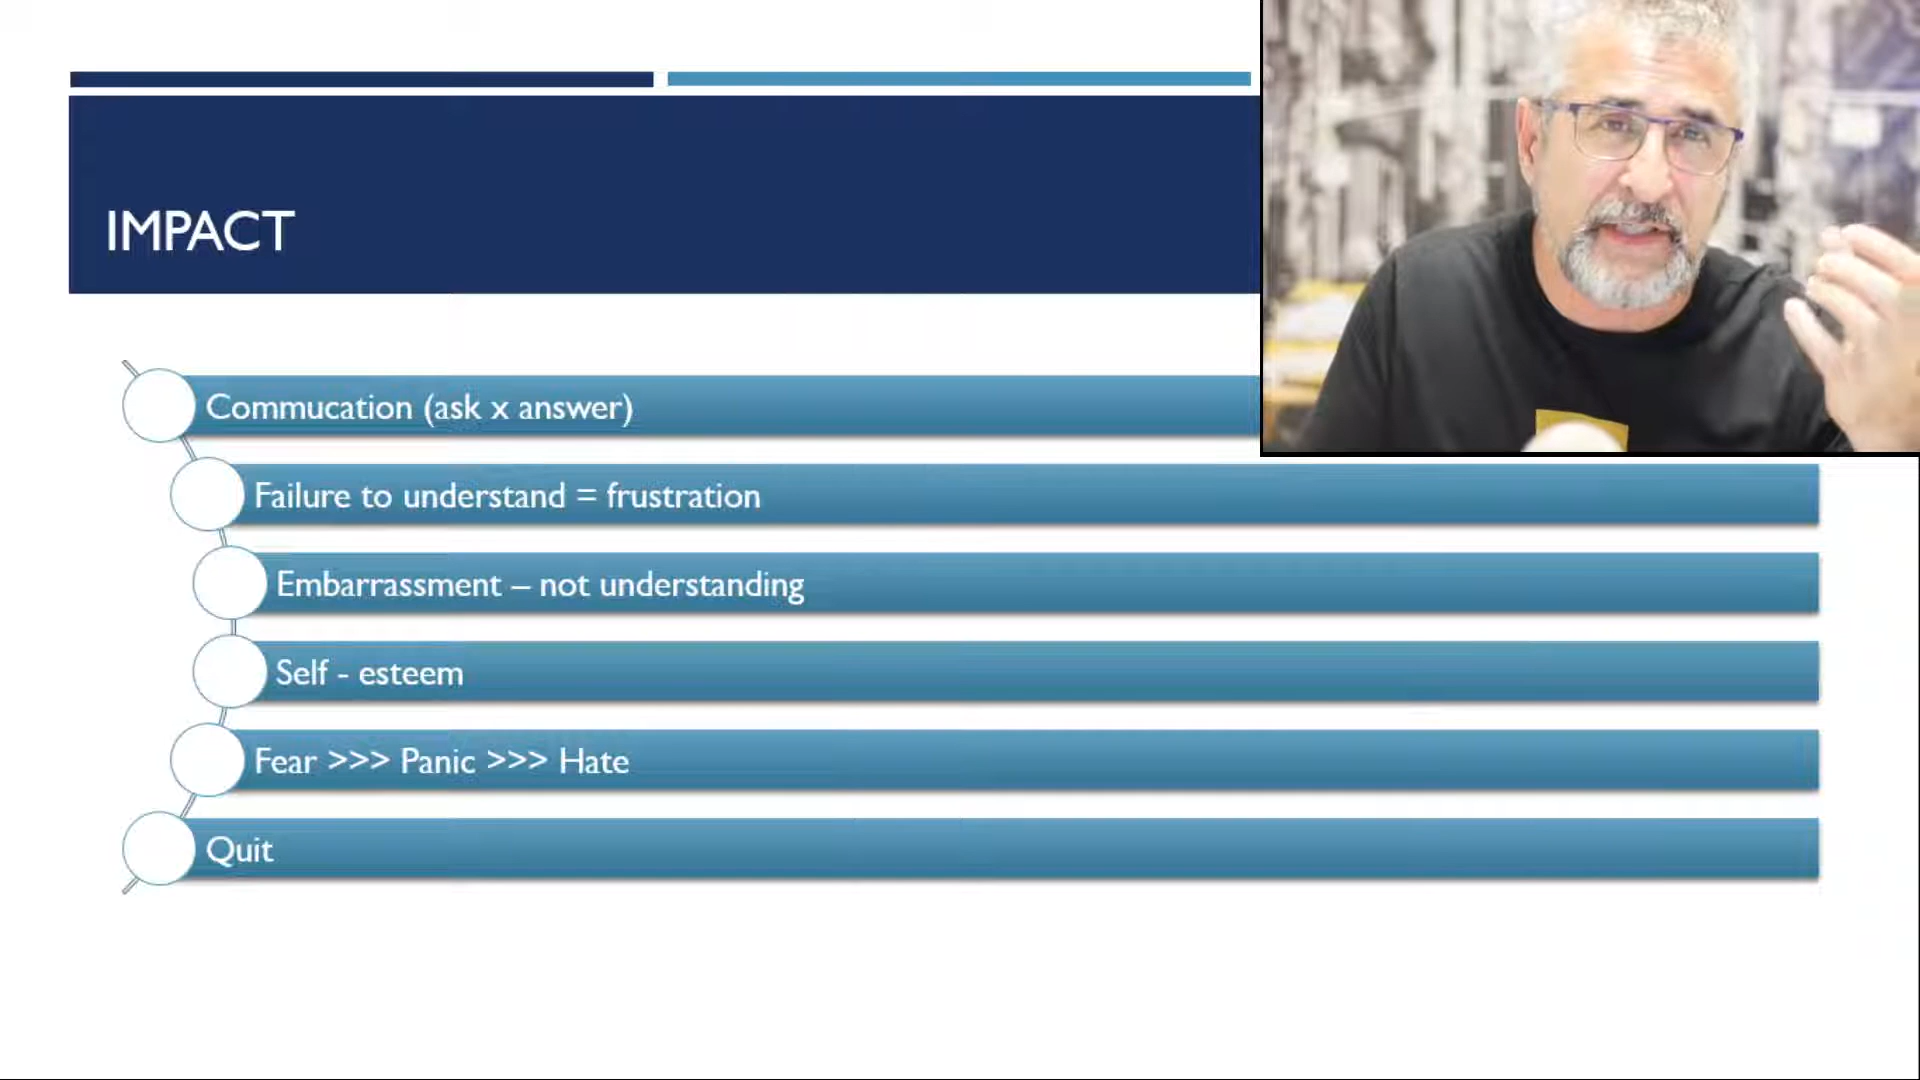 IMPACT
Commucation (ask x answer)
Failure to understand = frustration
Embarrassment – not understanding
Self - esteem
Fear >>> Panic >>> Hate
Quit